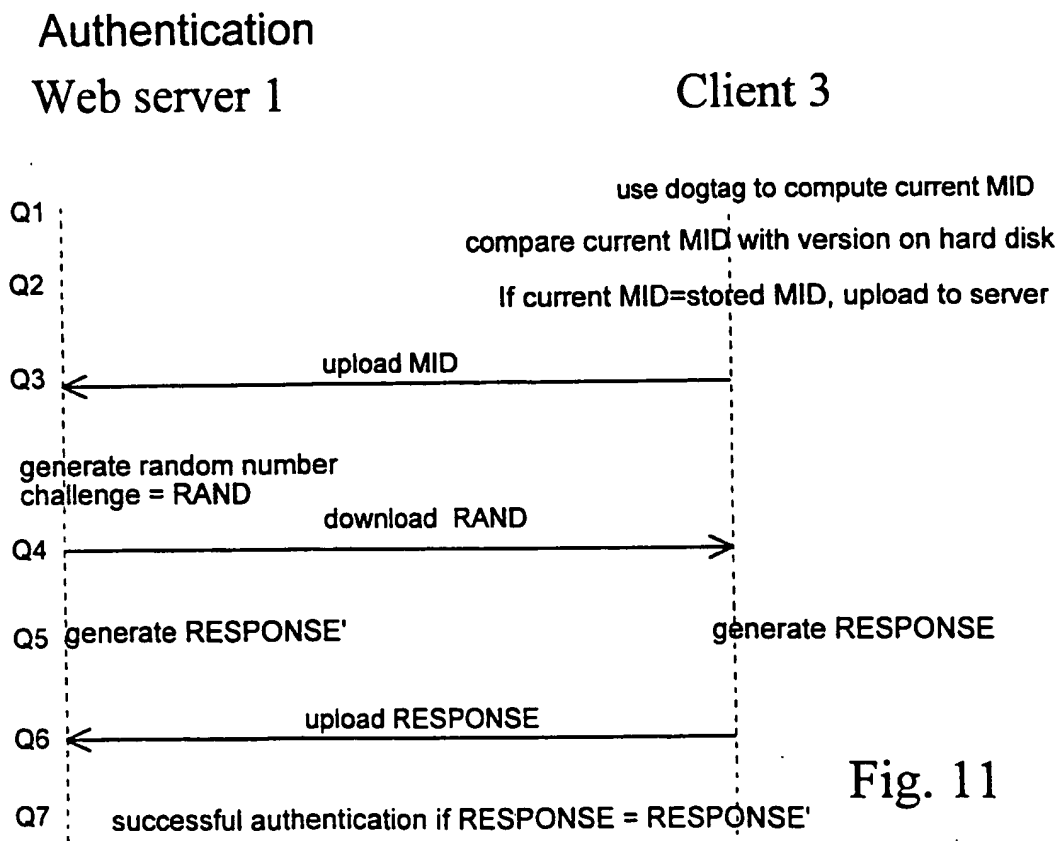 Authentication
Web server 1
Client 3
use dogtag to compute current MID
Q1
compare current MID with version on hard disk
Q2
If current MID=stored MID, upload to server
upload MID
Q3
generate random number
challenge = RAND
download RAND
Q4
Q5
generate RESPONSE'
generate RESPONSE
upload RESPONSE
Q6
Fig. 11
Q7
successful authentication if RESPONSE = RESPONSE'